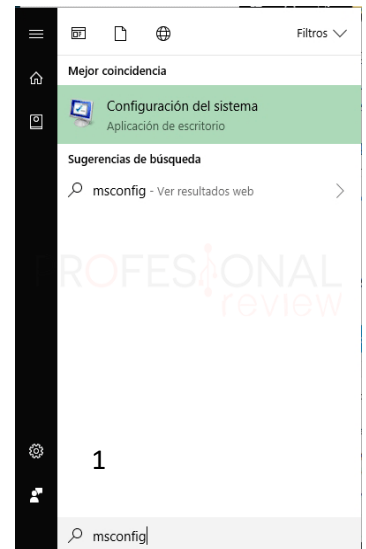 Filtros
Mejor coincidencia
Configuración del sistema
Aplicación de escritorio
Sugerencias de búsqueda
msconfig - Ver resultados web
PROFESIONAL
review
1
msconfig